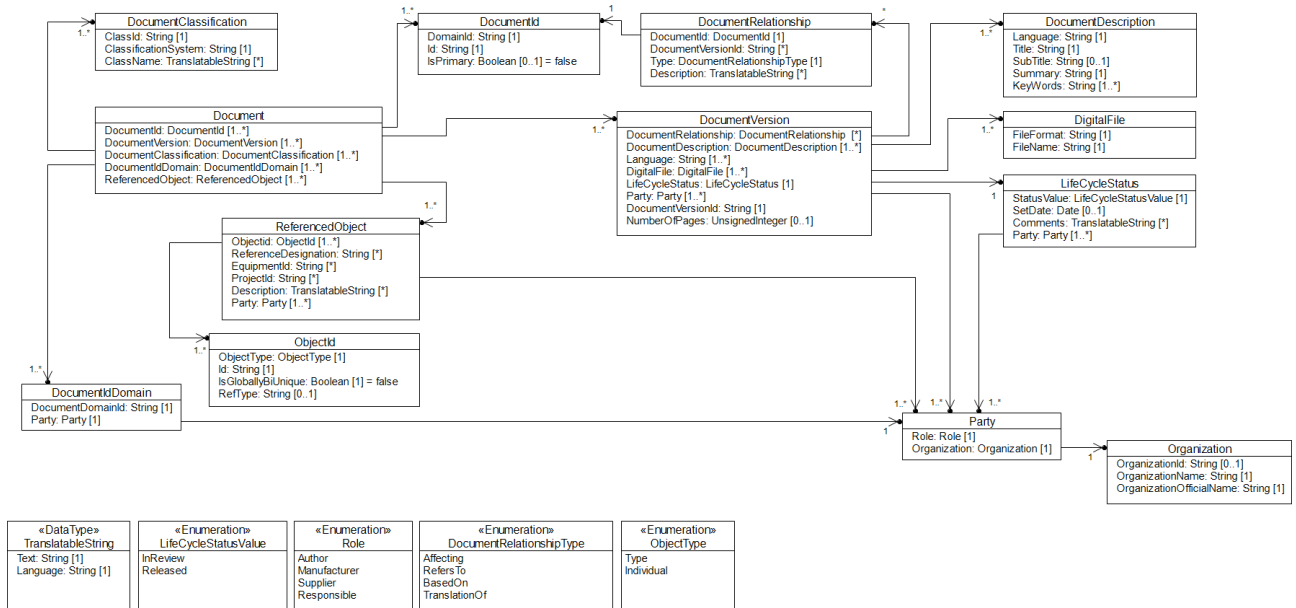 DocumentClassification
ClassId: String [1]
ClassificationSystem: String [1]
ClassName: TranslatableString [*]
1..*
DocumentId
DomainId: String [1]
Id: String [1]
IsPrimary: Boolean [0..1] = false
1..*
1
DocumentRelationship
DocumentId: DocumentId [1]
DocumentVersionId: String [*]
Type: DocumentRelationshipType [1]
Description: TranslatableString [*]
*
DocumentDescription
Language: String [1]
Title: String [1]
SubTitle: String [0..1]
Summary: String [1]
KeyWords: String [1..*]
1..*
Document
DocumentId: DocumentId [1..*]
DocumentVersion: DocumentVersion [1..*]
DocumentClassification: DocumentClassification [1..*]
DocumentIdDomain: DocumentIdDomain [1..*]
ReferencedObject: ReferencedObject [1..*]
DocumentVersion
DocumentRelationship: DocumentRelationship [*]
DocumentDescription: DocumentDescription [1..*]
Language: String [1..*]
DigitalFile: DigitalFile [1..*]
LifeCycleStatus: LifeCycleStatus [1]
Party: Party [1..*]
DocumentVersionId: String [1]
NumberOfPages: UnsignedInteger [0..1]
1..*
DigitalFile
FileFormat: String [1]
FileName: String [1]
1..*
LifeCycleStatus
StatusValue: LifeCycleStatusValue [1]
SetDate: Date [0..1]
Comments: TranslatableString [*]
Party: Party [1..*]
1
1..*
ReferencedObject
Objectid: ObjectId [1..*]
ReferenceDesignation: String [*]
EquipmentId: String [*]
ProjectId: String [*]
Description: TranslatableString [*]
Party: Party [1..*]
ObjectId
ObjectType: ObjectType [1]
Id: String [1]
IsGloballyBiUnique: Boolean [1] = false
RefType: String [0..1]
1..*
1..*
DocumentIdDomain
DocumentDomainId: String [1]
Party: Party [1]
1..*
1..*
1..*
1
Party
Role: Role [1]
Organization: Organization [1]
1
Organization
OrganizationId: String [0..1]
OrganizationName: String [1]
OrganizationOfficialName: String [1]
«DataType»
TranslatableString
Text: String [1]
Language: String [1]
«Enumeration»
LifeCycleStatusValue
InReview
Released
«Enumeration»
Role
Author
Manufacturer
Supplier
Responsible
«Enumeration»
DocumentRelationshipType
Affecting
RefersTo
BasedOn
TranslationOf
«Enumeration»
ObjectType
Type
Individual